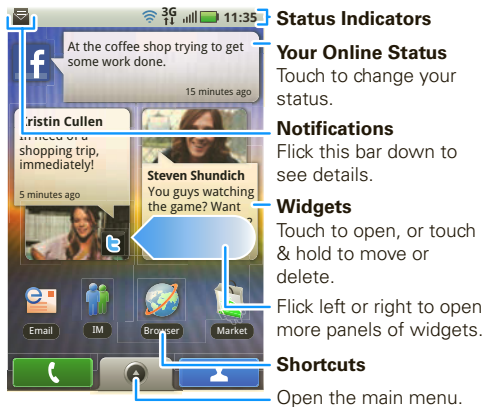 3G
11:35
Status Indicators
At the coffee shop trying to get
some work done.
15 minutes ago
Your Online Status
Touch to change your
status.
Kristin Cullen
In need of a
shopping trip,
immediately!
5 minutes ago
Steven Shundich
You guys watching
the game? Want
?
Notifications
Flick this bar down to
see details.
Widgets
Touch to open, or touch
& hold to move or
delete.
Flick left or right to open
more panels of widgets.
Email
IM
Browser
Market
Shortcuts
Open the main menu.